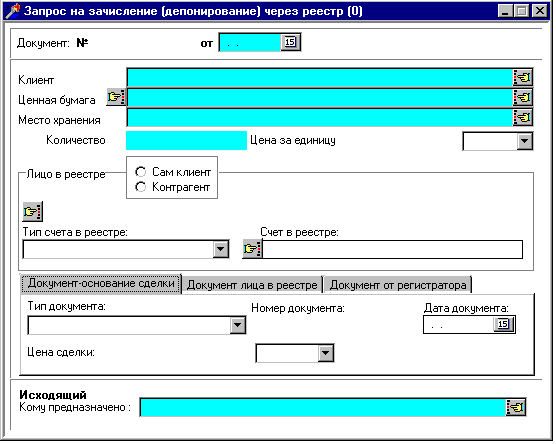 Запрос на зачисление (депонирование) через реестр (0)
Документ: № от . . 15
Клиент
Ценная бумага
Место хранения
Количество Цена за единицу
Лицо в реестре
Сам клиент
Контрагент
Тип счета в реестре: Счет в реестре:
Документ-основание сделки Документ лица в реестре Документ от регистратора
Тип документа: Номер документа: Дата документа:
. . 15
Цена сделки:
Исходящий
Кому предназначено :